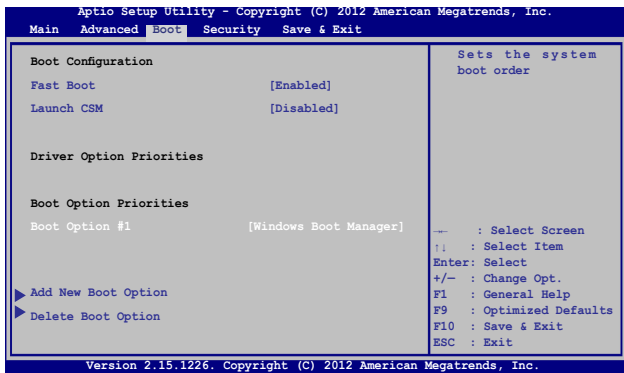 Aptio Setup Utility - Copyright (C) 2012 American Megatrends, Inc.
Main Advanced Boot Security Save & Exit
Boot Configuration
Fast Boot [Enabled]
Launch CSM [Disabled]
Driver Option Priorities
Boot Option Priorities
Boot Option #1 [Windows Boot Manager]
Add New Boot Option
Delete Boot Option
Sets the system
boot order
→← : Select Screen
↑↓ : Select Item
Enter: Select
+/— : Change Opt.
F1 : General Help
F9 : Optimized Defaults
F10 : Save & Exit
ESC : Exit
Version 2.15.1226. Copyright (C) 2012 American Megatrends, Inc.